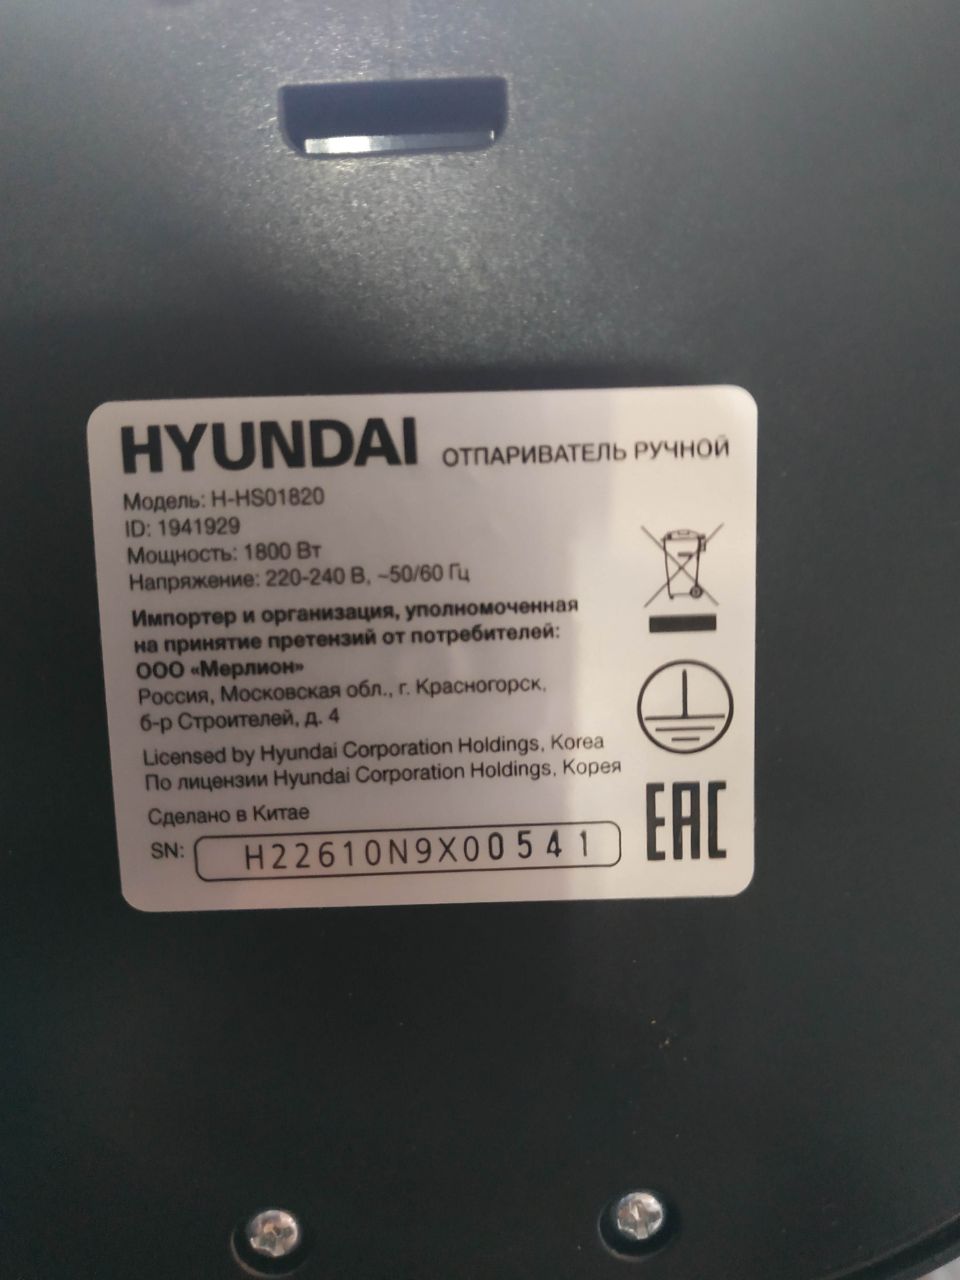 HYUNDAI ОТПАРИВАТЕЛЬ РУЧНОЙ
Модель: H-HS01820
ID: 1941929
Мощность: 1800 Вт
Напряжение: 220-240 В, ~50/60 Гц
Импортер и организация, уполномоченная
на принятие претензий от потребителей:
ООО «Мерлион»
Россия, Московская обл., г. Красногорск,
б-р Строителей, д. 4
Licensed by Hyundai Corporation Holdings, Korea
По лицензии Hyundai Corporation Holdings, Корея
Сделано в Китае
SN: H22610N9X00541
EAC